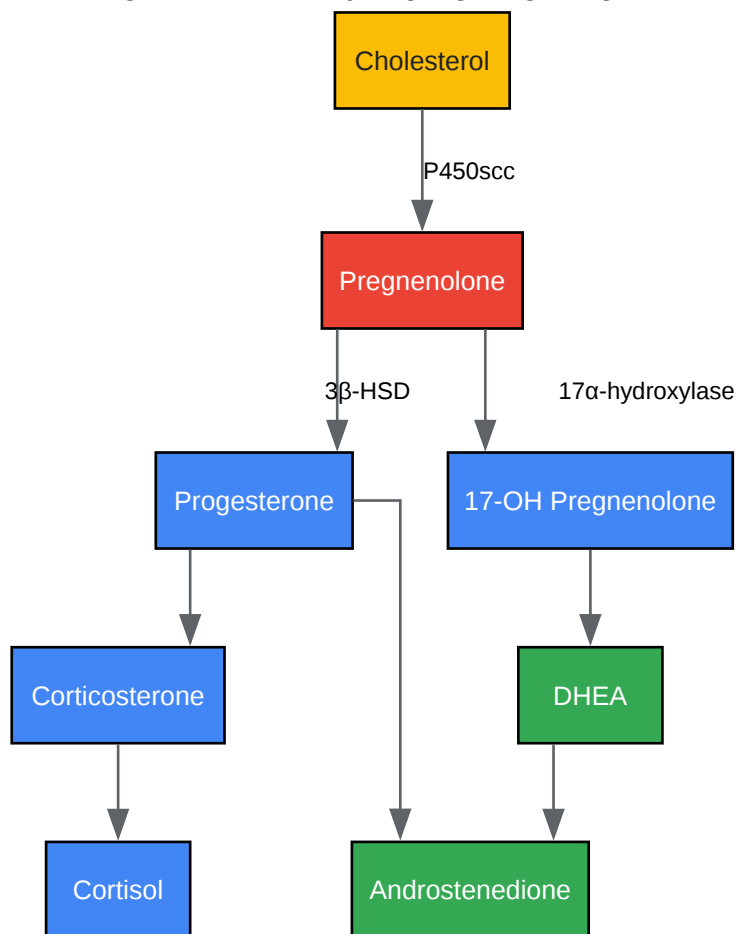 Cholesterol
P450scc
Pregnenolone
3β-HSD
17α-hydroxylase
Progesterone
17-OH Pregnenolone
Corticosterone
DHEA
Cortisol
Androstenedione